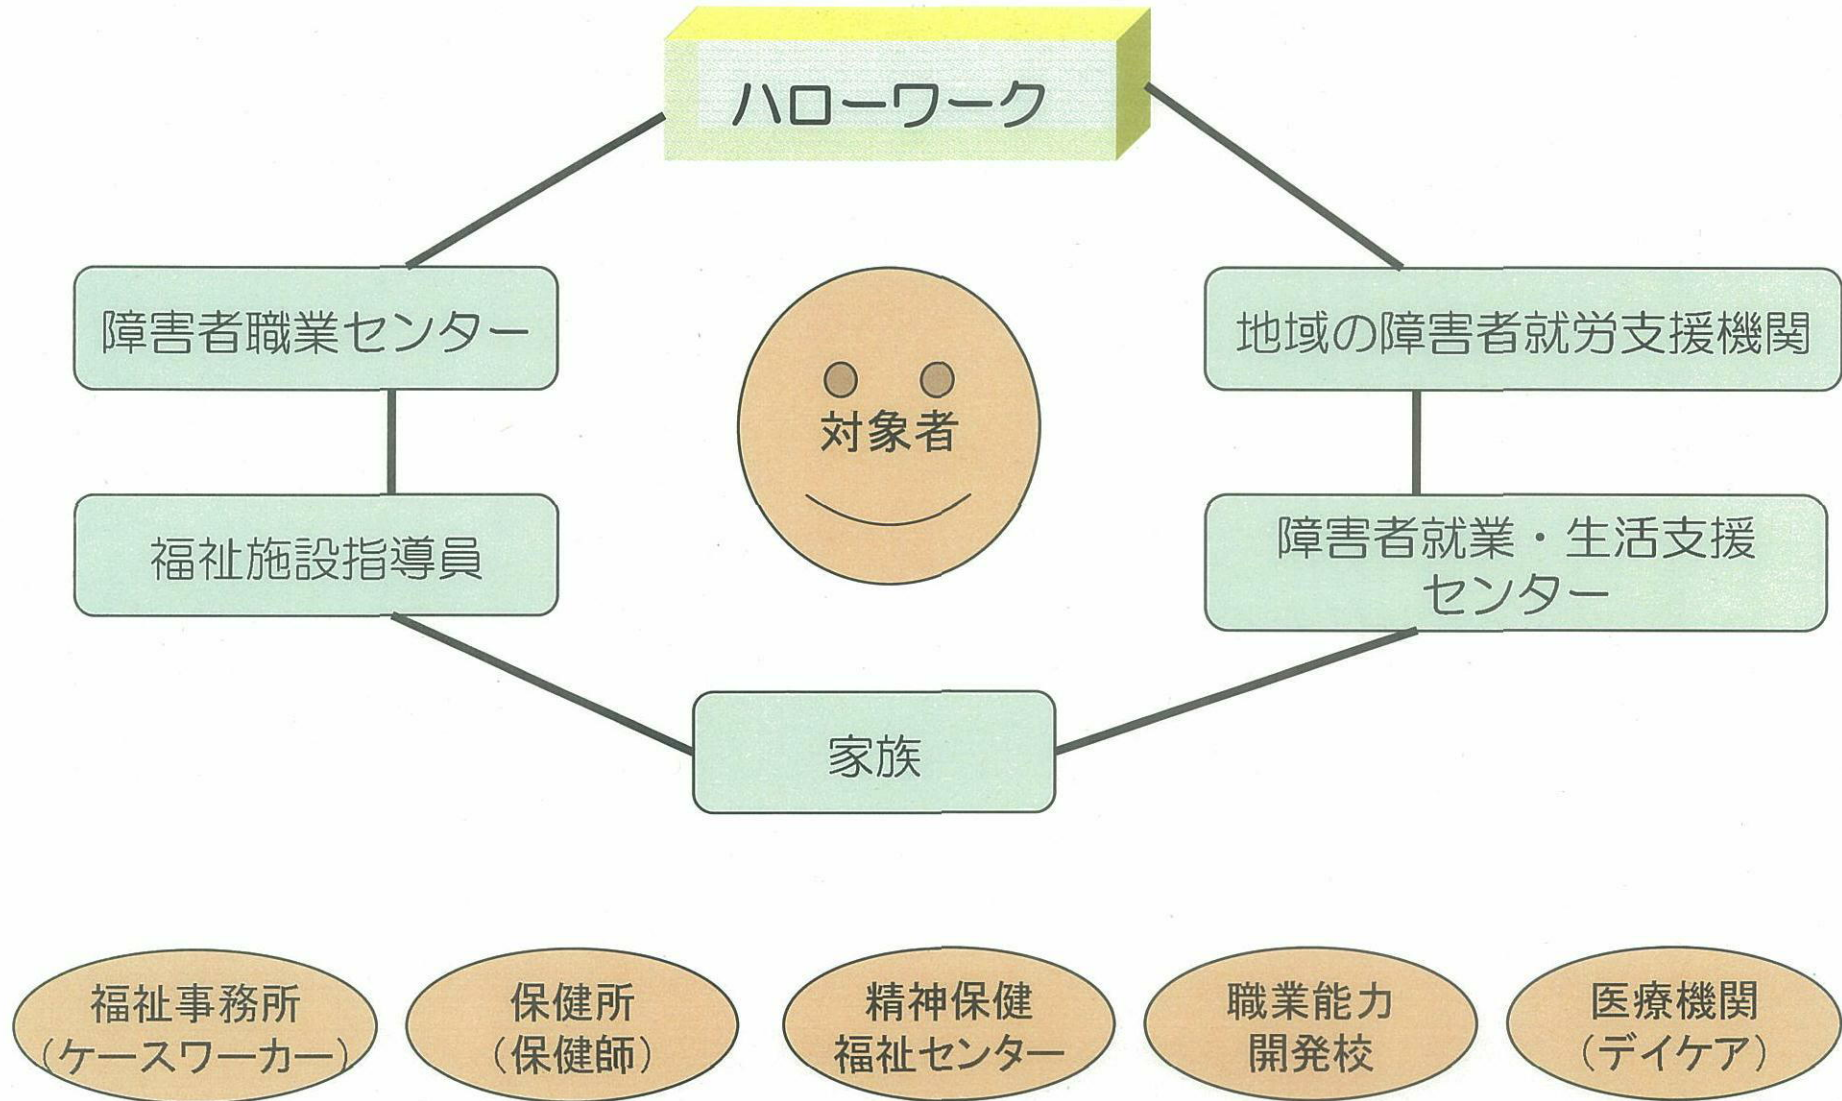 ハローワーク
障害者職業センター
地域の障害者就労支援機関
対象者
福祉施設指導員
障害者就業・生活支援
センター
家族
福祉事務所
(ケースワーカー)
保健所
(保健師)
精神保健
福祉センター
職業能力
開発校
医療機関
(デイケア)